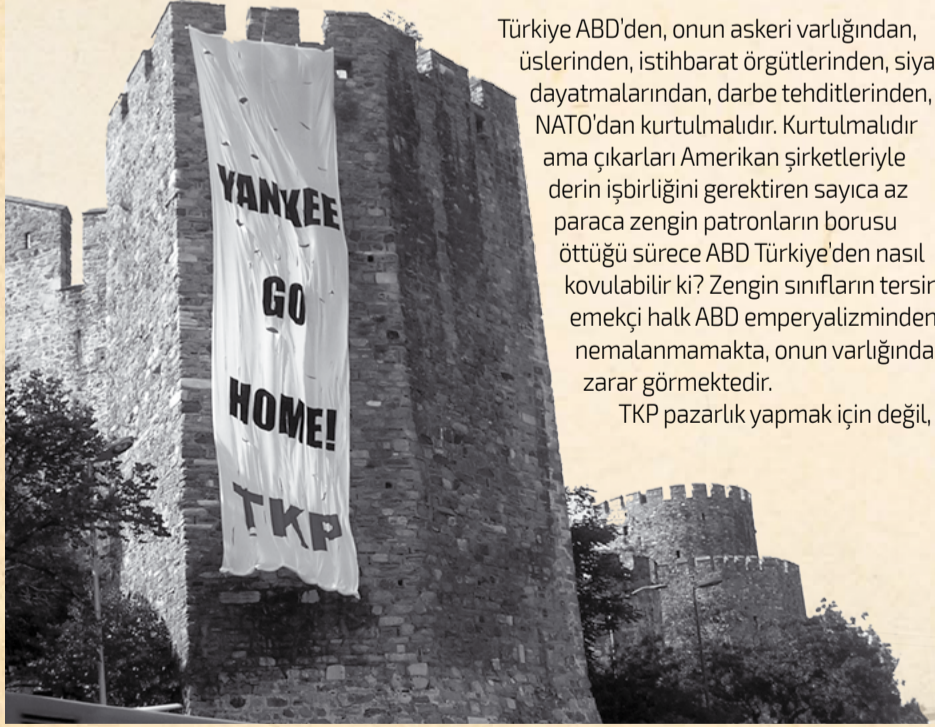 YANKEE
GO
HOME!
TKP
Türkiye ABD'den, onun askeri varlığından,
üslerinden, istihbarat örgütlerinden, siya
dayatmalarından, darbe tehditlerinden,
NATO'dan kurtulmalıdır. Kurtulmalıdır
ama çıkarları Amerikan şirketleriyle
derin işbirliğini gerektiren sayıca az
paraca zengin patronların borusu
öttüğü sürece ABD Türkiye'den nasıl
kovulabilir ki? Zengin sınıfların tersin
emekçi halk ABD emperyalizminden
nemalanmamakta, onun varlığında
zarar görmektedir.
TKP pazarlık yapmak için değil,